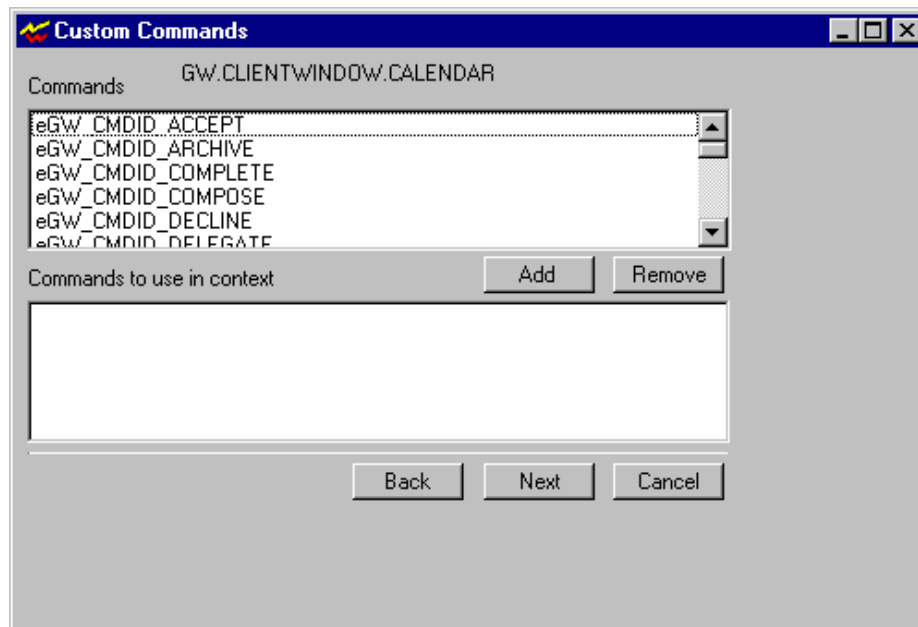 Custom Commands
GW.CLIENTWINDOW.CALENDAR
Commands
eGW_CMDID_ACCEPT
eGW_CMDID_ARCHIVE
eGW_CMDID_COMPLETE
eGW_CMDID_COMPOSE
eGW_CMDID_DECLINE
eGW_CMDID_DELEGATE
Commands to use in context
Add
Remove
Back
Next
Cancel